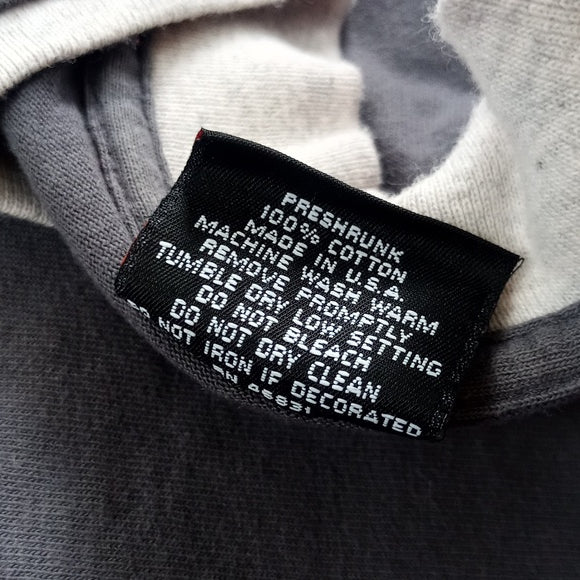 PRESHRUNK
100% COTTON
MADE IN U.S.A.
MACHINE WASH WARM
REMOVE PROMPTLY
TUMBLE DRY LOW SETTING
DO NOT BLEACH
DO NOT DRY CLEAN
DO NOT IRON IF DECORATED